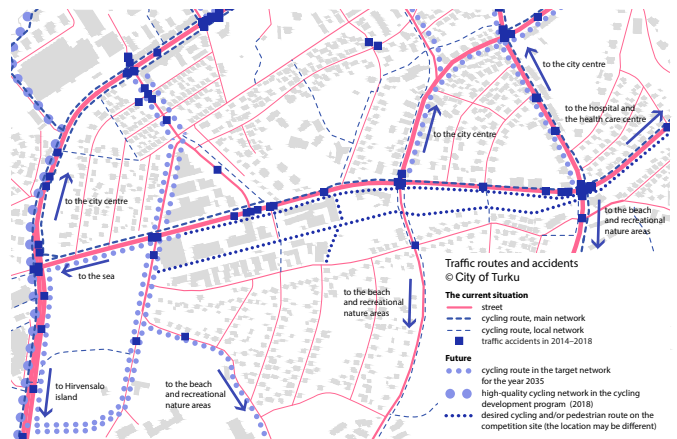 to the city centre
to the hospital and
the health care centre
to the city centre
to the city centre
to the beach
and recreational
nature areas
to the sea
to the beach
and recreational
nature areas
to Hirvensalo
island
to the beach
and recreational
nature areas
Traffic routes and accidents
© City of Turku
The current situation
street
cycling route, main network
cycling route, local network
traffic accidents in 2014–2018
Future
cycling route in the target network
for the year 2035
high-quality cycling network in the cycling
development program (2018)
desired cycling and/or pedestrian route on the
competition site (the location may be different)